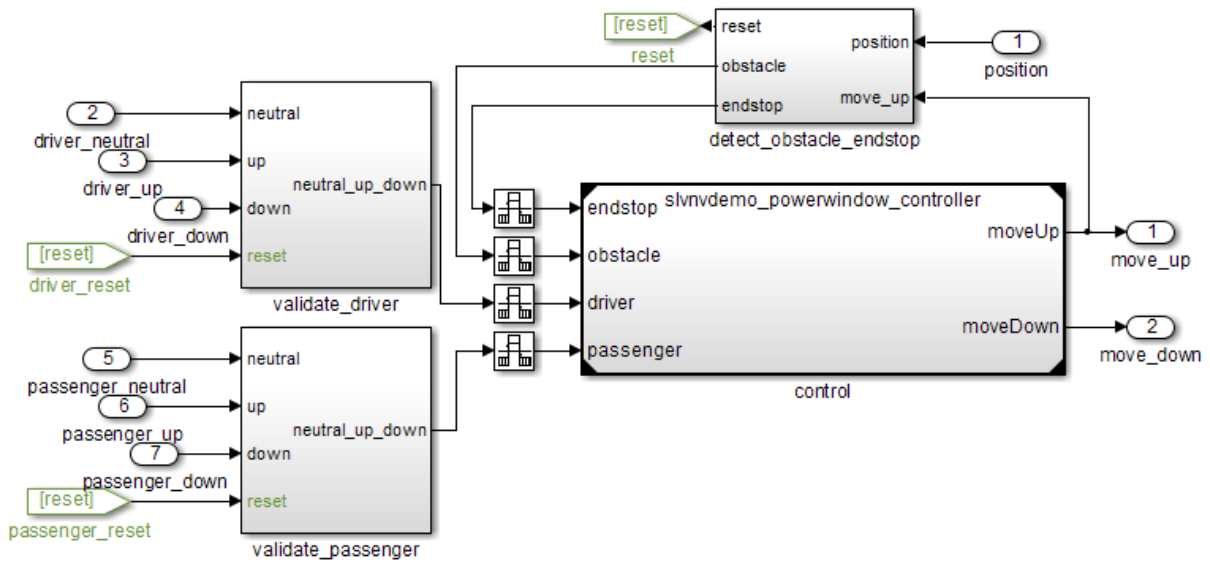 [reset]
reset
reset
obstacle
endstop
position
move_up
detect_obstacle_endstop
1
position
2
driver_neutral
3
driver_up
4
driver_down
[reset]
driver_reset
neutral
up
down
reset
neutral_up_down
validate_driver
5
passenger_neutral
6
passenger_up
7
passenger_down
[reset]
passenger_reset
neutral
up
down
reset
neutral_up_down
validate_passenger
slvnvdemo_powerwindow_controller
endstop
obstacle
driver
passenger
moveUp
moveDown
control
1
move_up
2
move_down